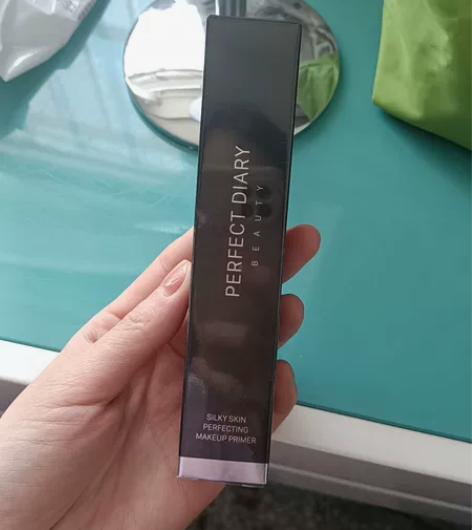 PERFECT DIARY
BEAUTY
SILKY SKIN
PERFECTING
MAKEUP PRIMER